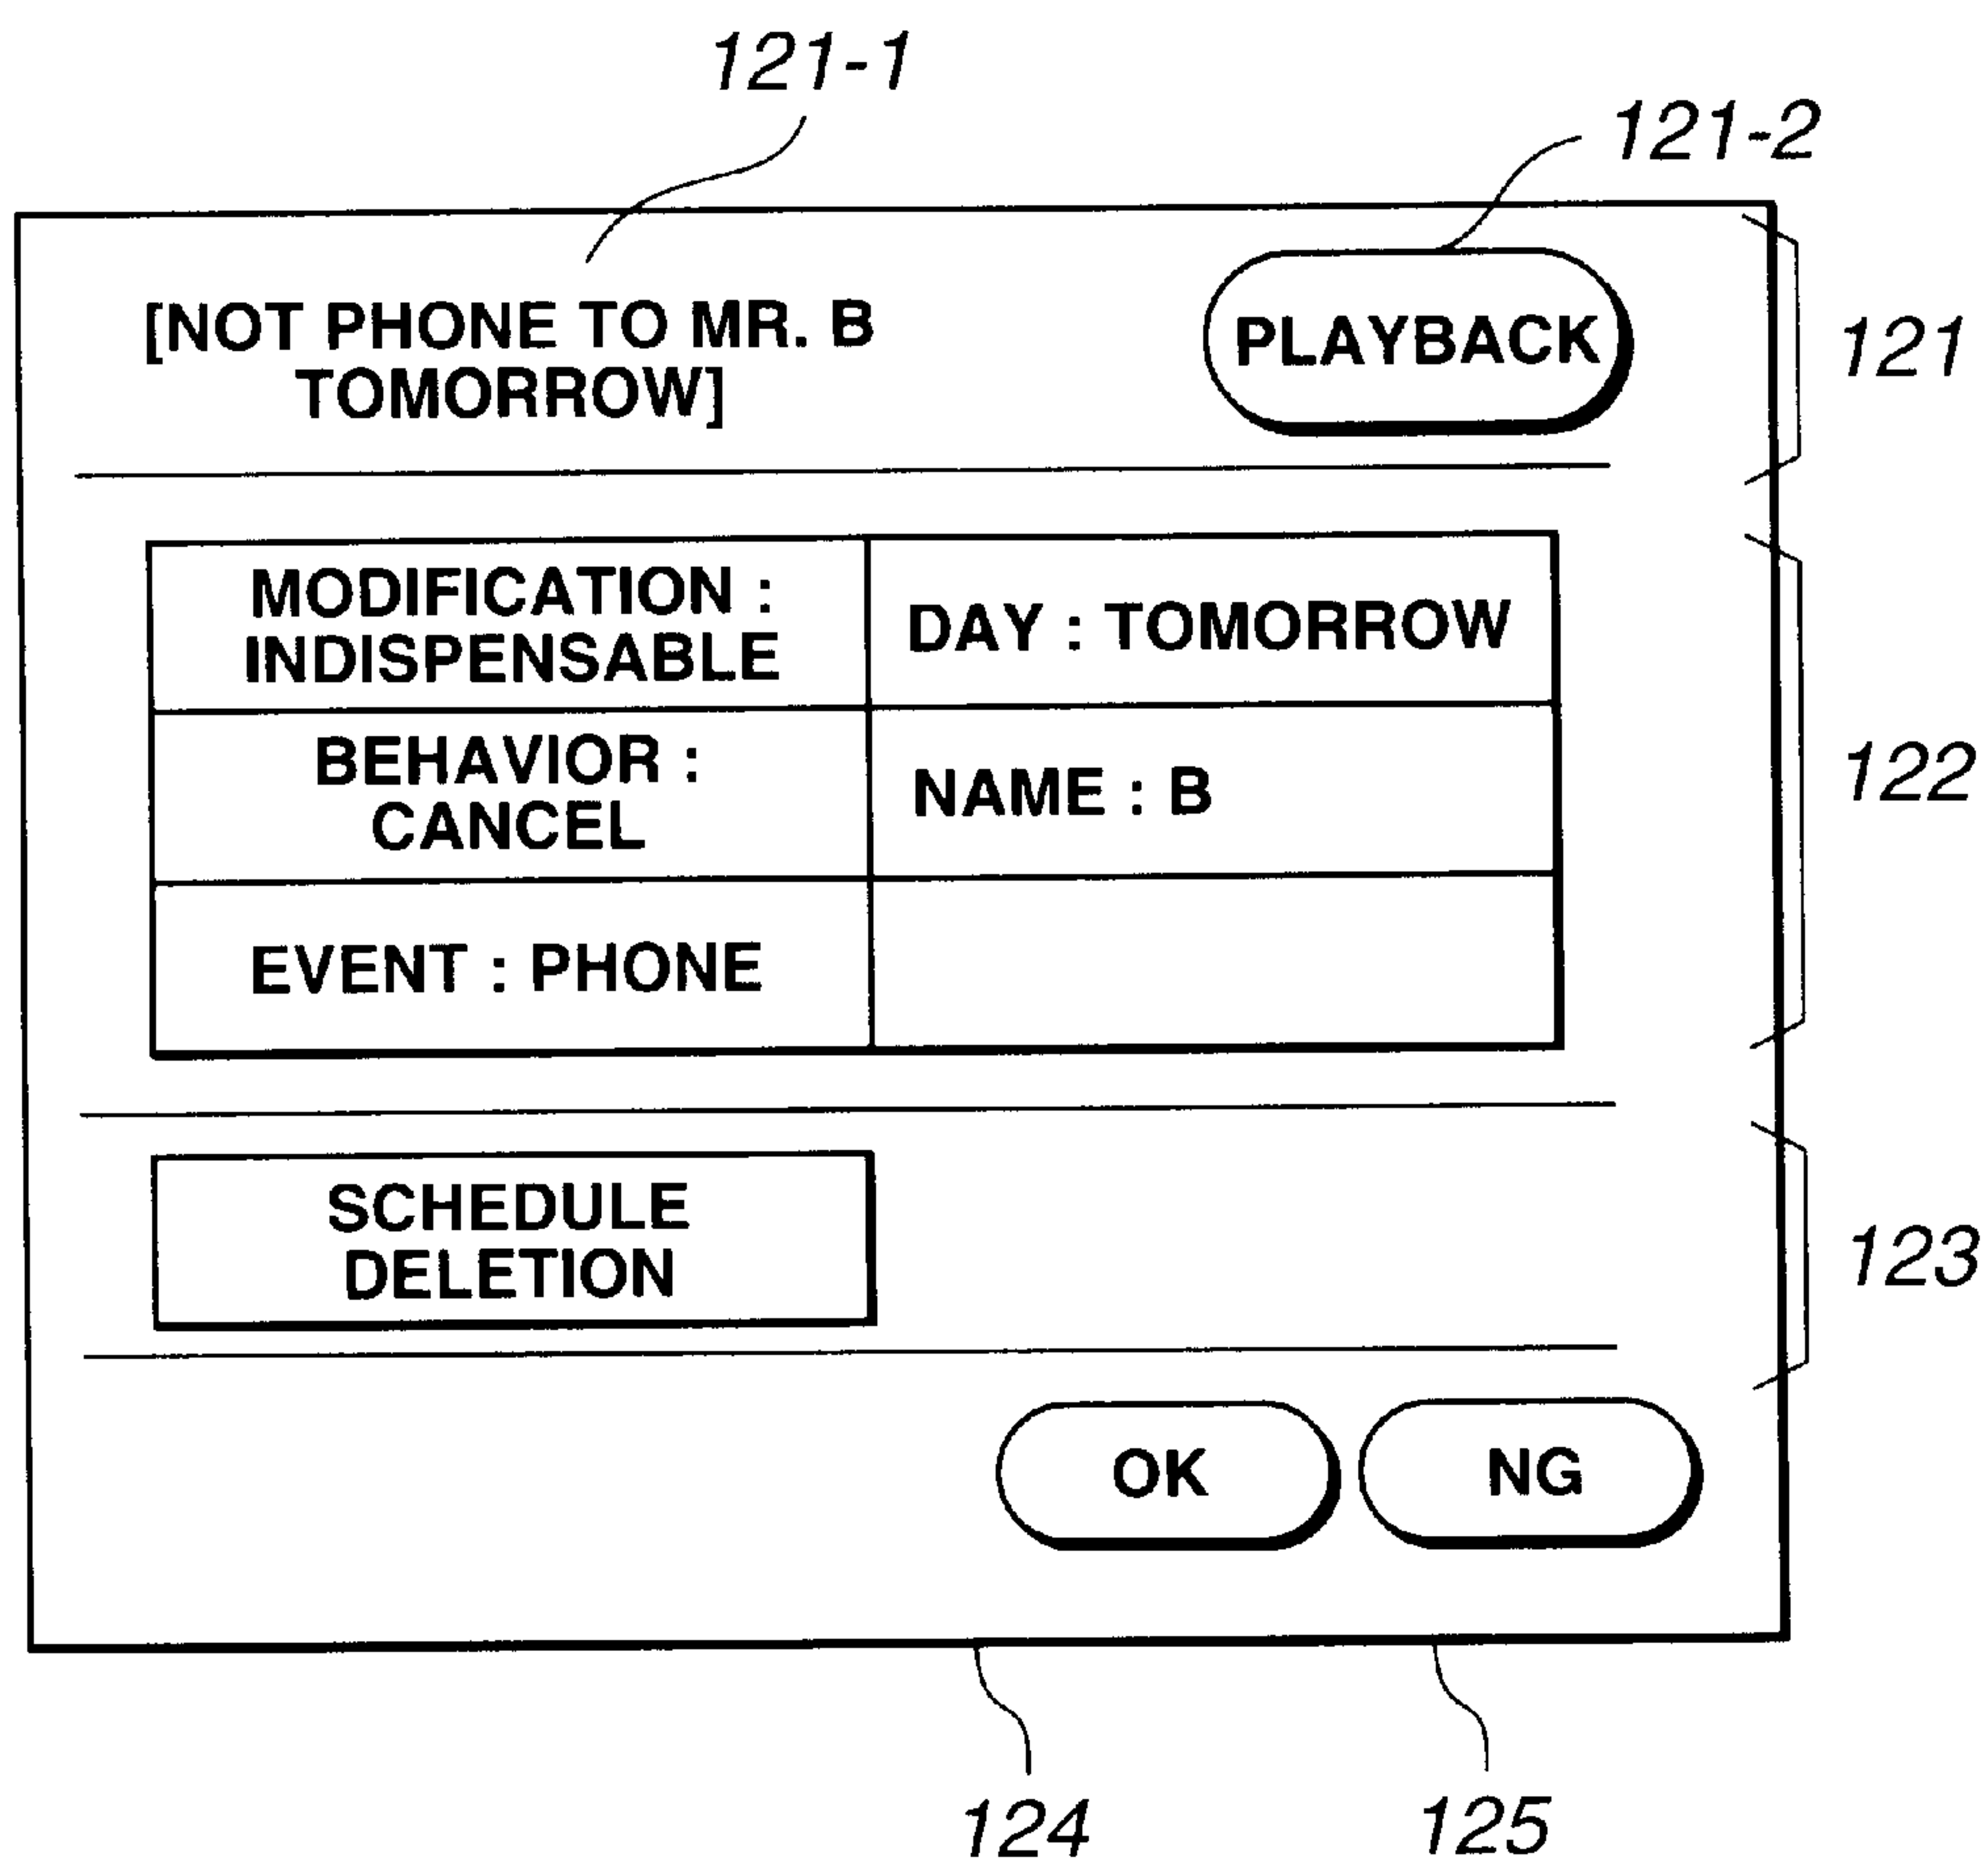 121-1
121-2
[NOT PHONE TO MR. B
TOMORROW]
PLAYBACK
121
MODIFICATION :
INDISPENSABLE
DAY : TOMORROW
BEHAVIOR :
CANCEL
NAME : B
122
EVENT : PHONE
SCHEDULE
DELETION
123
OK
NG
124
125